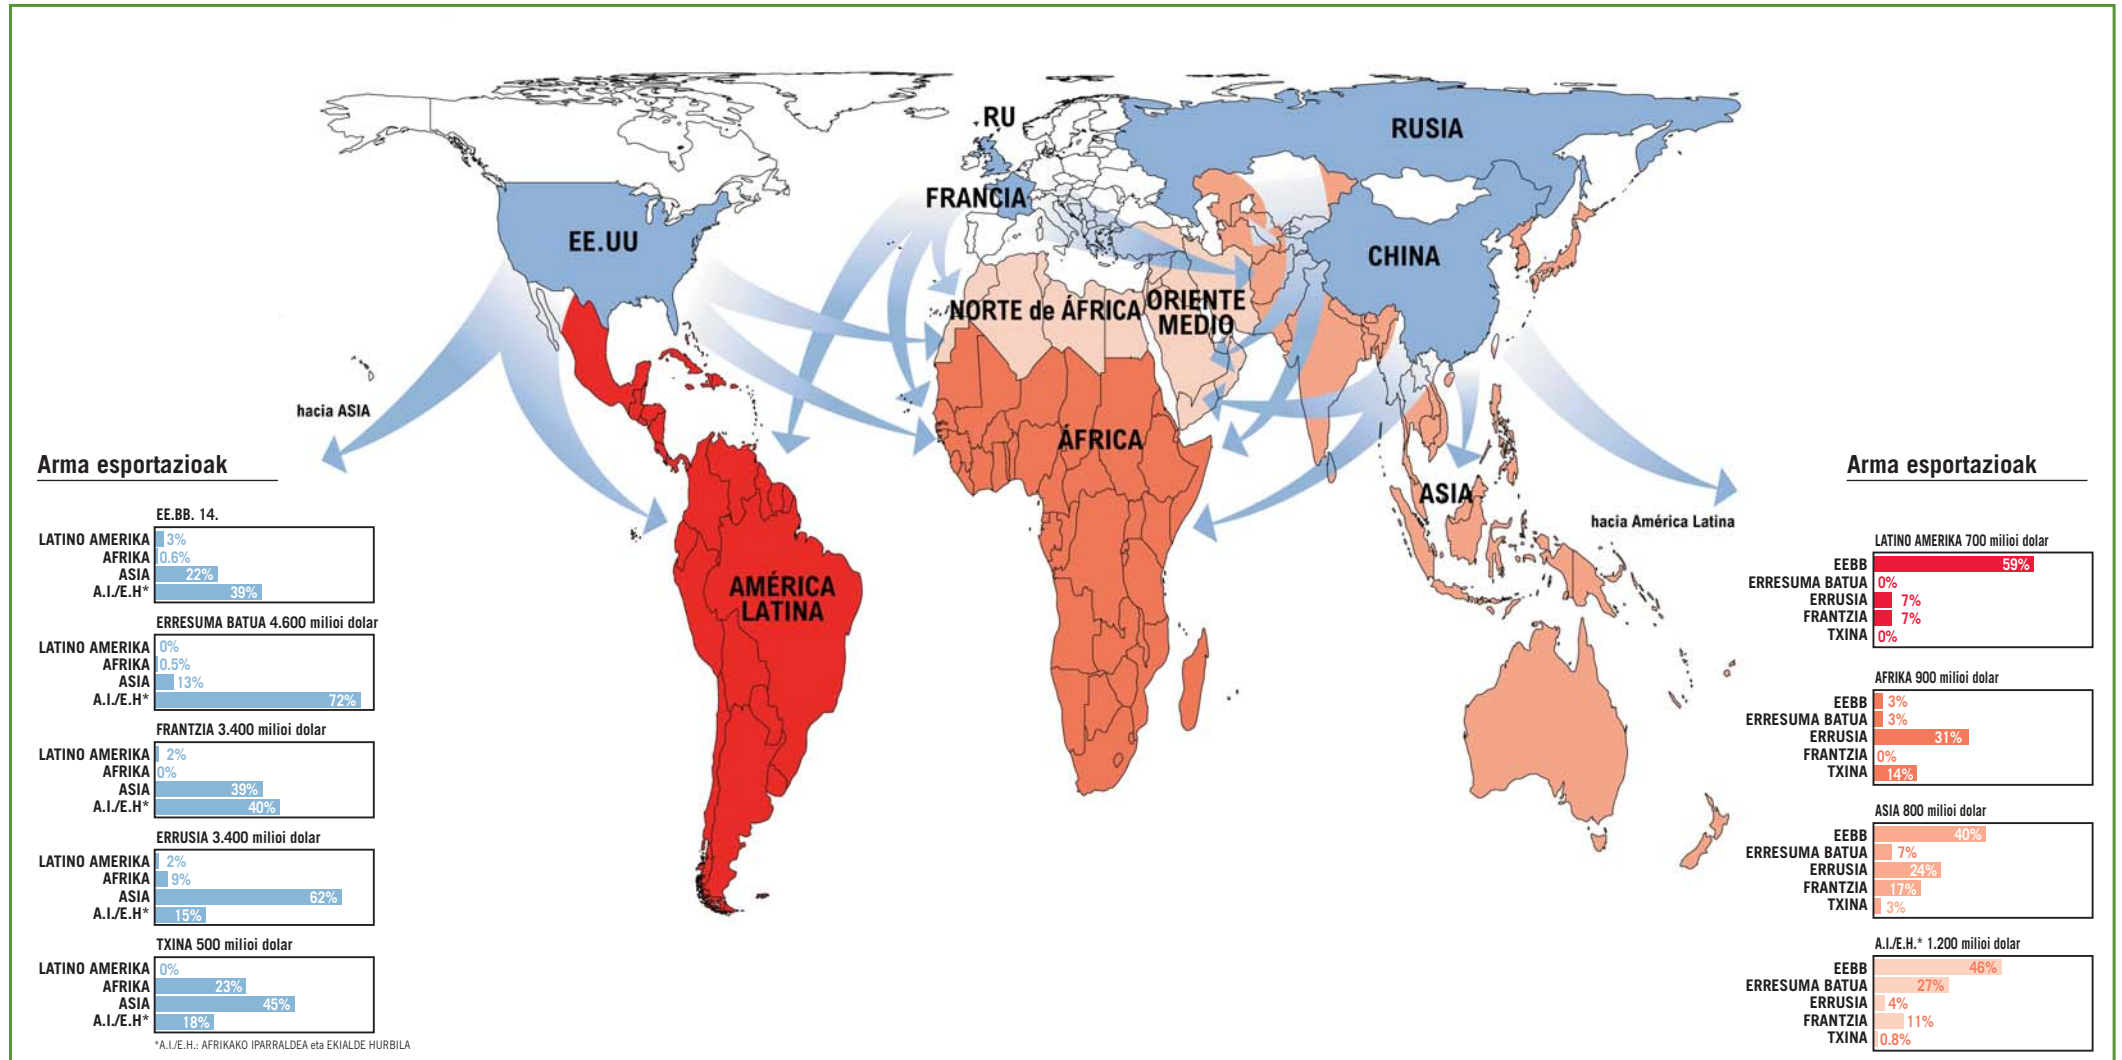 RU
RUSIA
FRANCIA
EE.UU
CHINA
NORTE de ÁFRICA
ORIENTE
MEDIO
hacia ASIA
ÁFRICA
ASIA
hacia América Latina
AMÉRICA
LATINA
Arma esportazioak
EE.BB. 14.
LATINO AMERIKA 3%
AFRIKA 0.6%
ASIA 22%
A.I./E.H* 39%
ERRESUMA BATUA 4.600 milioi dolar
LATINO AMERIKA 0%
AFRIKA 0.5%
ASIA 13%
A.I./E.H* 72%
FRANTZIA 3.400 milioi dolar
LATINO AMERIKA 2%
AFRIKA 0%
ASIA 39%
A.I./E.H* 40%
ERRUSIA 3.400 milioi dolar
LATINO AMERIKA 2%
AFRIKA 9%
ASIA 62%
A.I./E.H* 15%
TXINA 500 milioi dolar
LATINO AMERIKA 0%
AFRIKA 23%
ASIA 45%
A.I./E.H* 18%
*A.I./E.H.: AFRIKAKO IPARRALDEA eta EKIALDE HURBILA
Arma esportazioak
LATINO AMERIKA 700 milioi dolar
EEBB 59%
ERRESUMA BATUA 0%
ERRUSIA 7%
FRANTZIA 7%
TXINA 0%
AFRIKA 900 milioi dolar
EEBB 3%
ERRESUMA BATUA 3%
ERRUSIA 31%
FRANTZIA 0%
TXINA 14%
ASIA 800 milioi dolar
EEBB 40%
ERRESUMA BATUA 7%
ERRUSIA 24%
FRANTZIA 17%
TXINA 3%
A.I./E.H.* 1.200 milioi dolar
EEBB 46%
ERRESUMA BATUA 27%
ERRUSIA 4%
FRANTZIA 11%
TXINA 0.8%